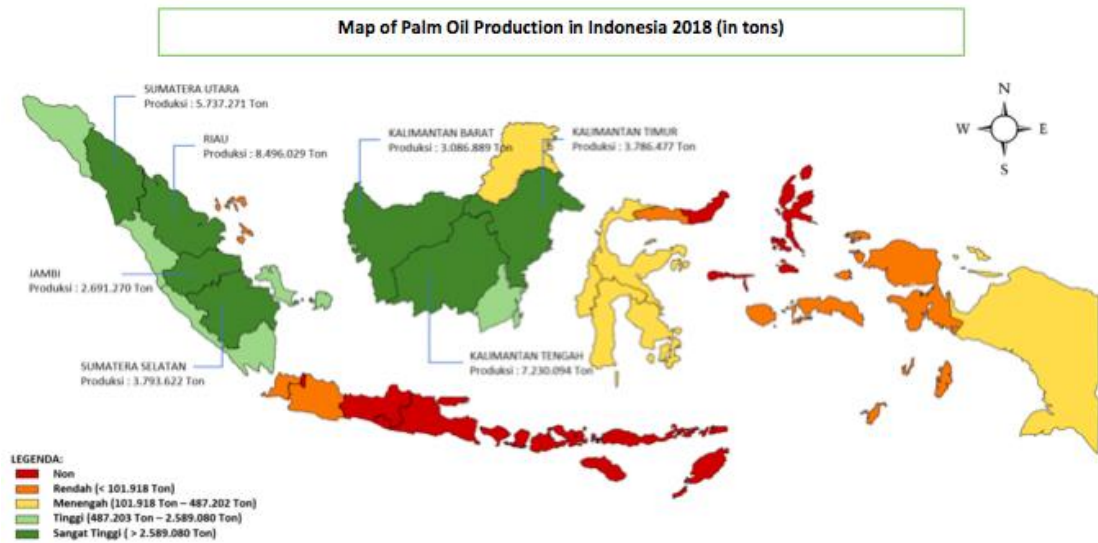 Map of Palm Oil Production in Indonesia 2018 (in tons)
SUMATERA UTARA
Produksi : 5.737.271 Ton
RIAU
Produksi : 8.496.029 Ton
KALIMANTAN BARAT
Produksi : 3.086.889 Ton
KALIMANTAN TIMUR
Produksi : 3.786.477 Ton
N
W
E
S
JAMBI
Produksi : 2.691.270 Ton
SUMATERA SELATAN
Produksi : 3.793.622 Ton
KALIMANTAN TENGAH
Produksi : 7.230.094 Ton
LEGENDA:
Non
Rendah (< 101.918 Ton)
Menengah (101.918 Ton – 487.202 Ton)
Tinggi (487.203 Ton – 2.589.080 Ton)
Sangat Tinggi ( > 2.589.080 Ton)